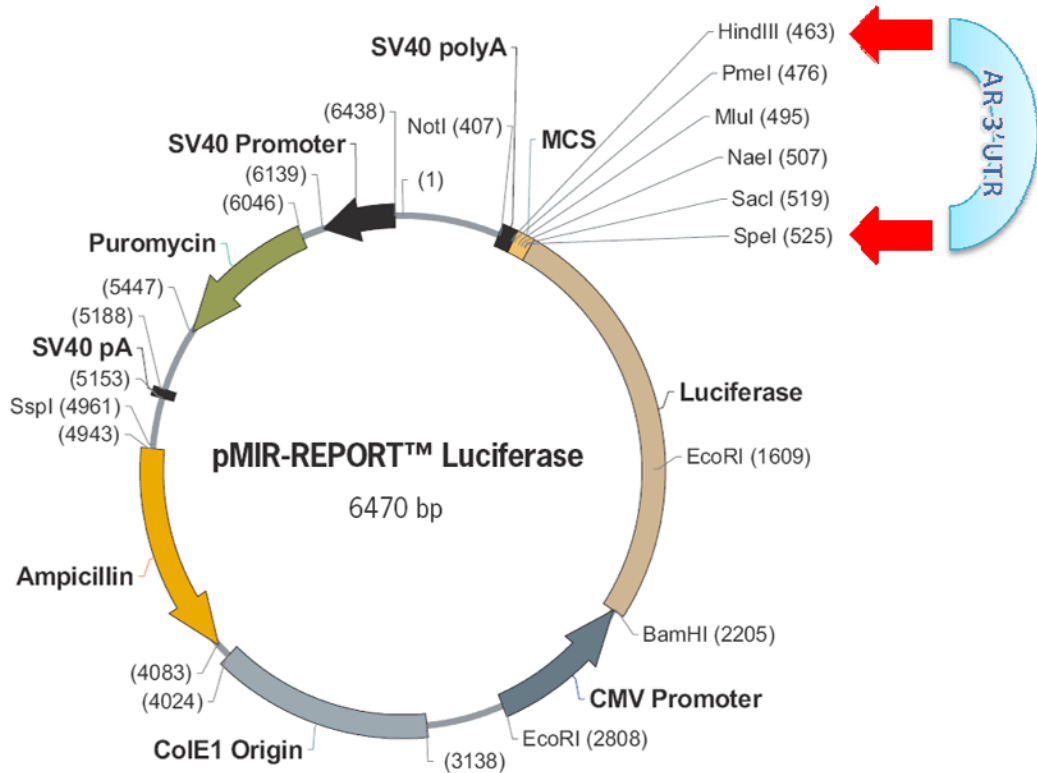 SV40 polyA
HindIII (463)
PmeI (476)
MluI (495)
NaeI (507)
SacI (519)
SpeI (525)
AR-3'UTR
(6438)
NotI (407)
MCS
SV40 Promoter
(6139)
(1)
(6046)
Puromycin
(5447)
(5188)
SV40 pA
(5153)
SspI (4961)
(4943)
Luciferase
pMIR-REPORT™ Luciferase
EcoRI (1609)
6470 bp
Ampicillin
BamHI (2205)
(4083)
(4024)
CMV Promoter
ColE1 Origin
EcoRI (2808)
(3138)